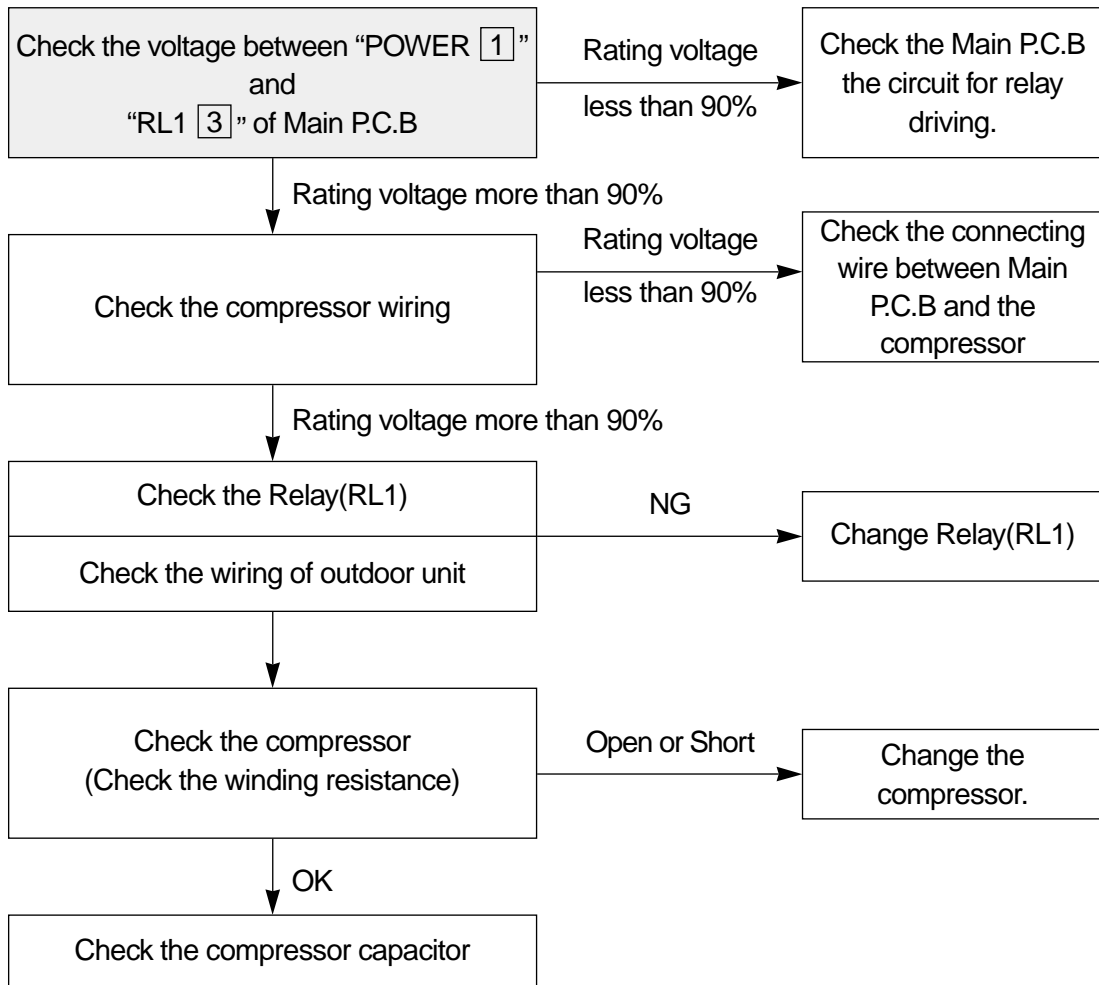 Check the voltage between “POWER 1”
and
“RL1 3” of Main P.C.B
Rating voltage
less than 90%
Check the Main P.C.B
the circuit for relay
driving.
Rating voltage more than 90%
Check the compressor wiring
Rating voltage
less than 90%
Check the connecting
wire between Main
P.C.B and the
compressor
Rating voltage more than 90%
Check the Relay(RL1)
NG
Change Relay(RL1)
Check the wiring of outdoor unit
Check the compressor
(Check the winding resistance)
Open or Short
Change the
compressor.
OK
Check the compressor capacitor